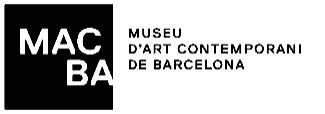 MAC
BA
MUSEU
D'ART CONTEMPORANI
DE BARCELONA